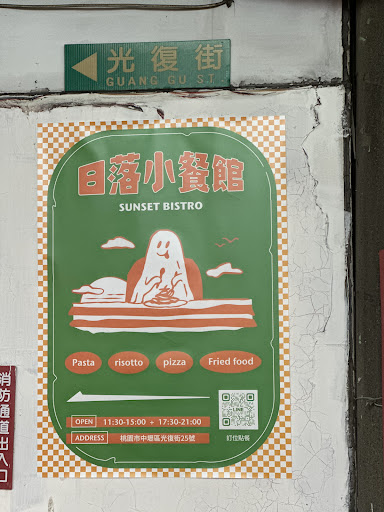 光復街
GUANG GU ST.
日落小餐館
SUNSET BISTRO
Pasta risotto pizza Fried food
OPEN 11:30-15:00 + 17:30-21:00
ADDRESS 桃園市中壢區光復街25號
LINE
訂位點餐
消防通道出入口